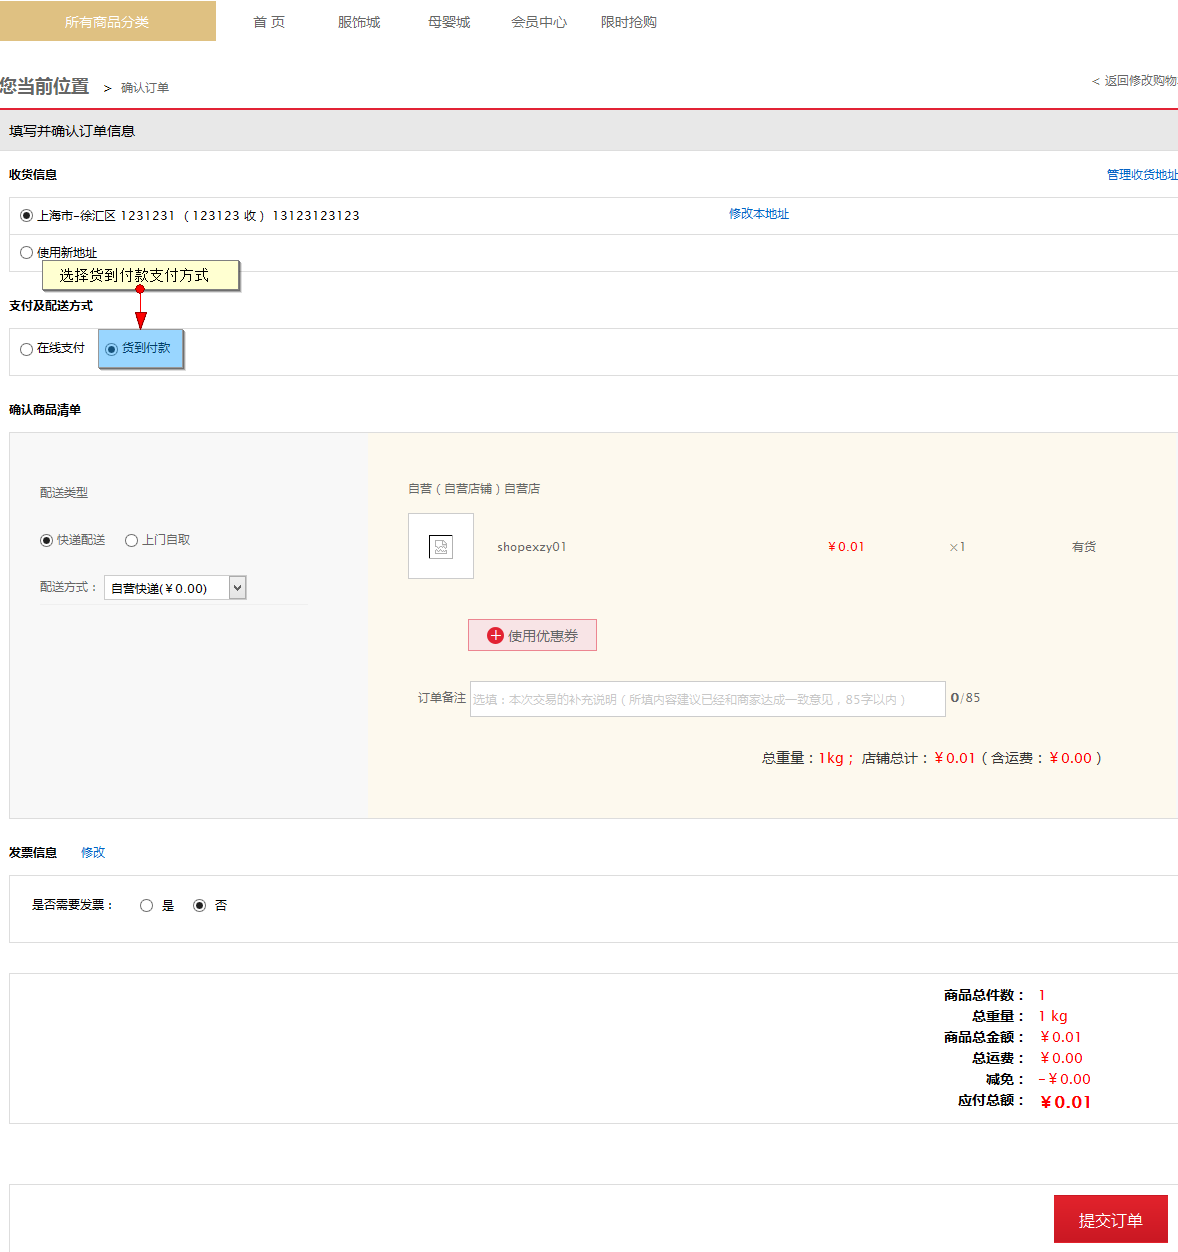 所有商品分类 首 页 服饰城 母婴城 会员中心 限时抢购
您当前位置 > 确认订单 < 返回修改购物
填写并确认订单信息
收货信息 管理收货地址
上海市-徐汇区 1231231 （ 123123 收 ） 13123123123 修改本地址
使用新地址
选择货到付款支付方式
支付及配送方式
在线支付 货到付款
确认商品清单
配送类型
快递配送 上门自取
配送方式： 自营快递(￥0.00)
自营（自营店铺）自营店
shopexzy01 ￥0.01 ×1 有货
使用优惠券
订单备注 选填：本次交易的补充说明（所填内容建议已经和商家达成一致意见，85字以内） 0/85
总重量：1kg； 店铺总计：￥0.01（含运费：￥0.00 ）
发票信息 修改
是否需要发票： 是 否
商品总件数： 1
总重量： 1 kg
商品总金额： ￥0.01
总运费： ￥0.00
减免： -￥0.00
应付总额： ￥0.01
提交订单